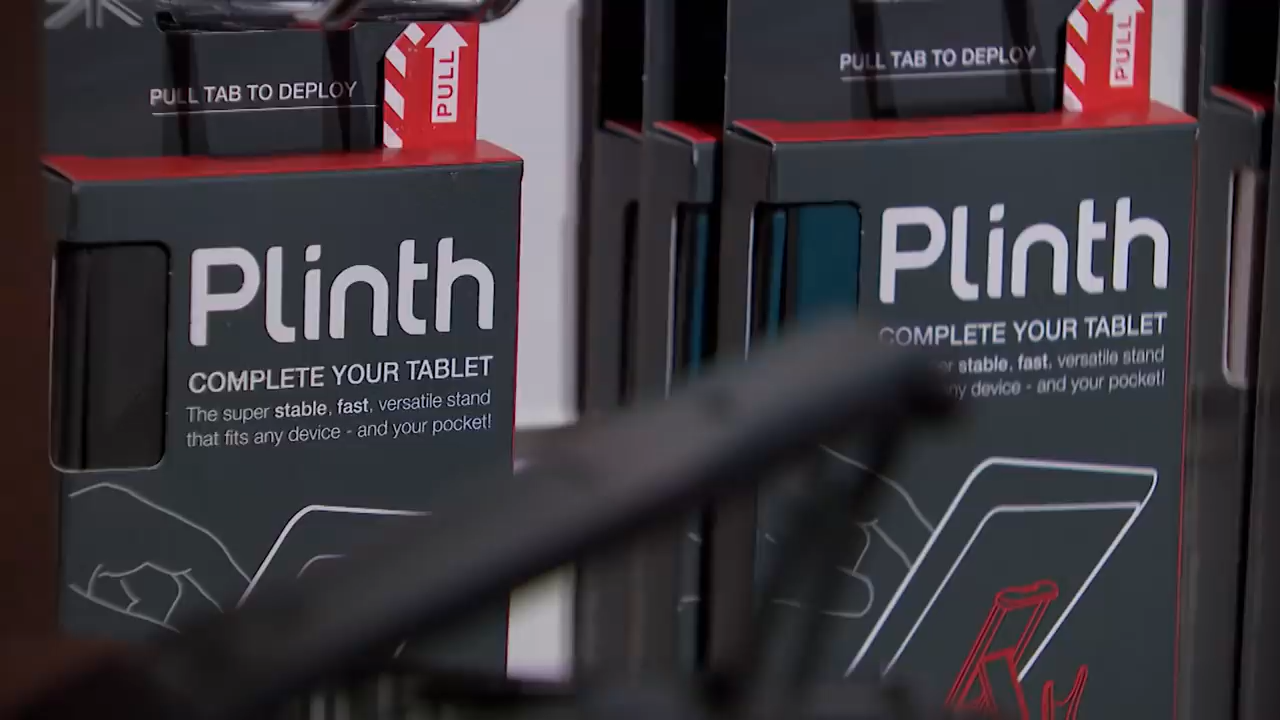 PULL TAB TO DEPLOY
PULL
Plinth
COMPLETE YOUR TABLET
The super stable, fast, versatile stand
that fits any device - and your pocket!
PULL TAB TO DEPLOY
PULL
Plinth
COMPLETE YOUR TABLET
stable, fast, versatile stand
any device - and your pocket!